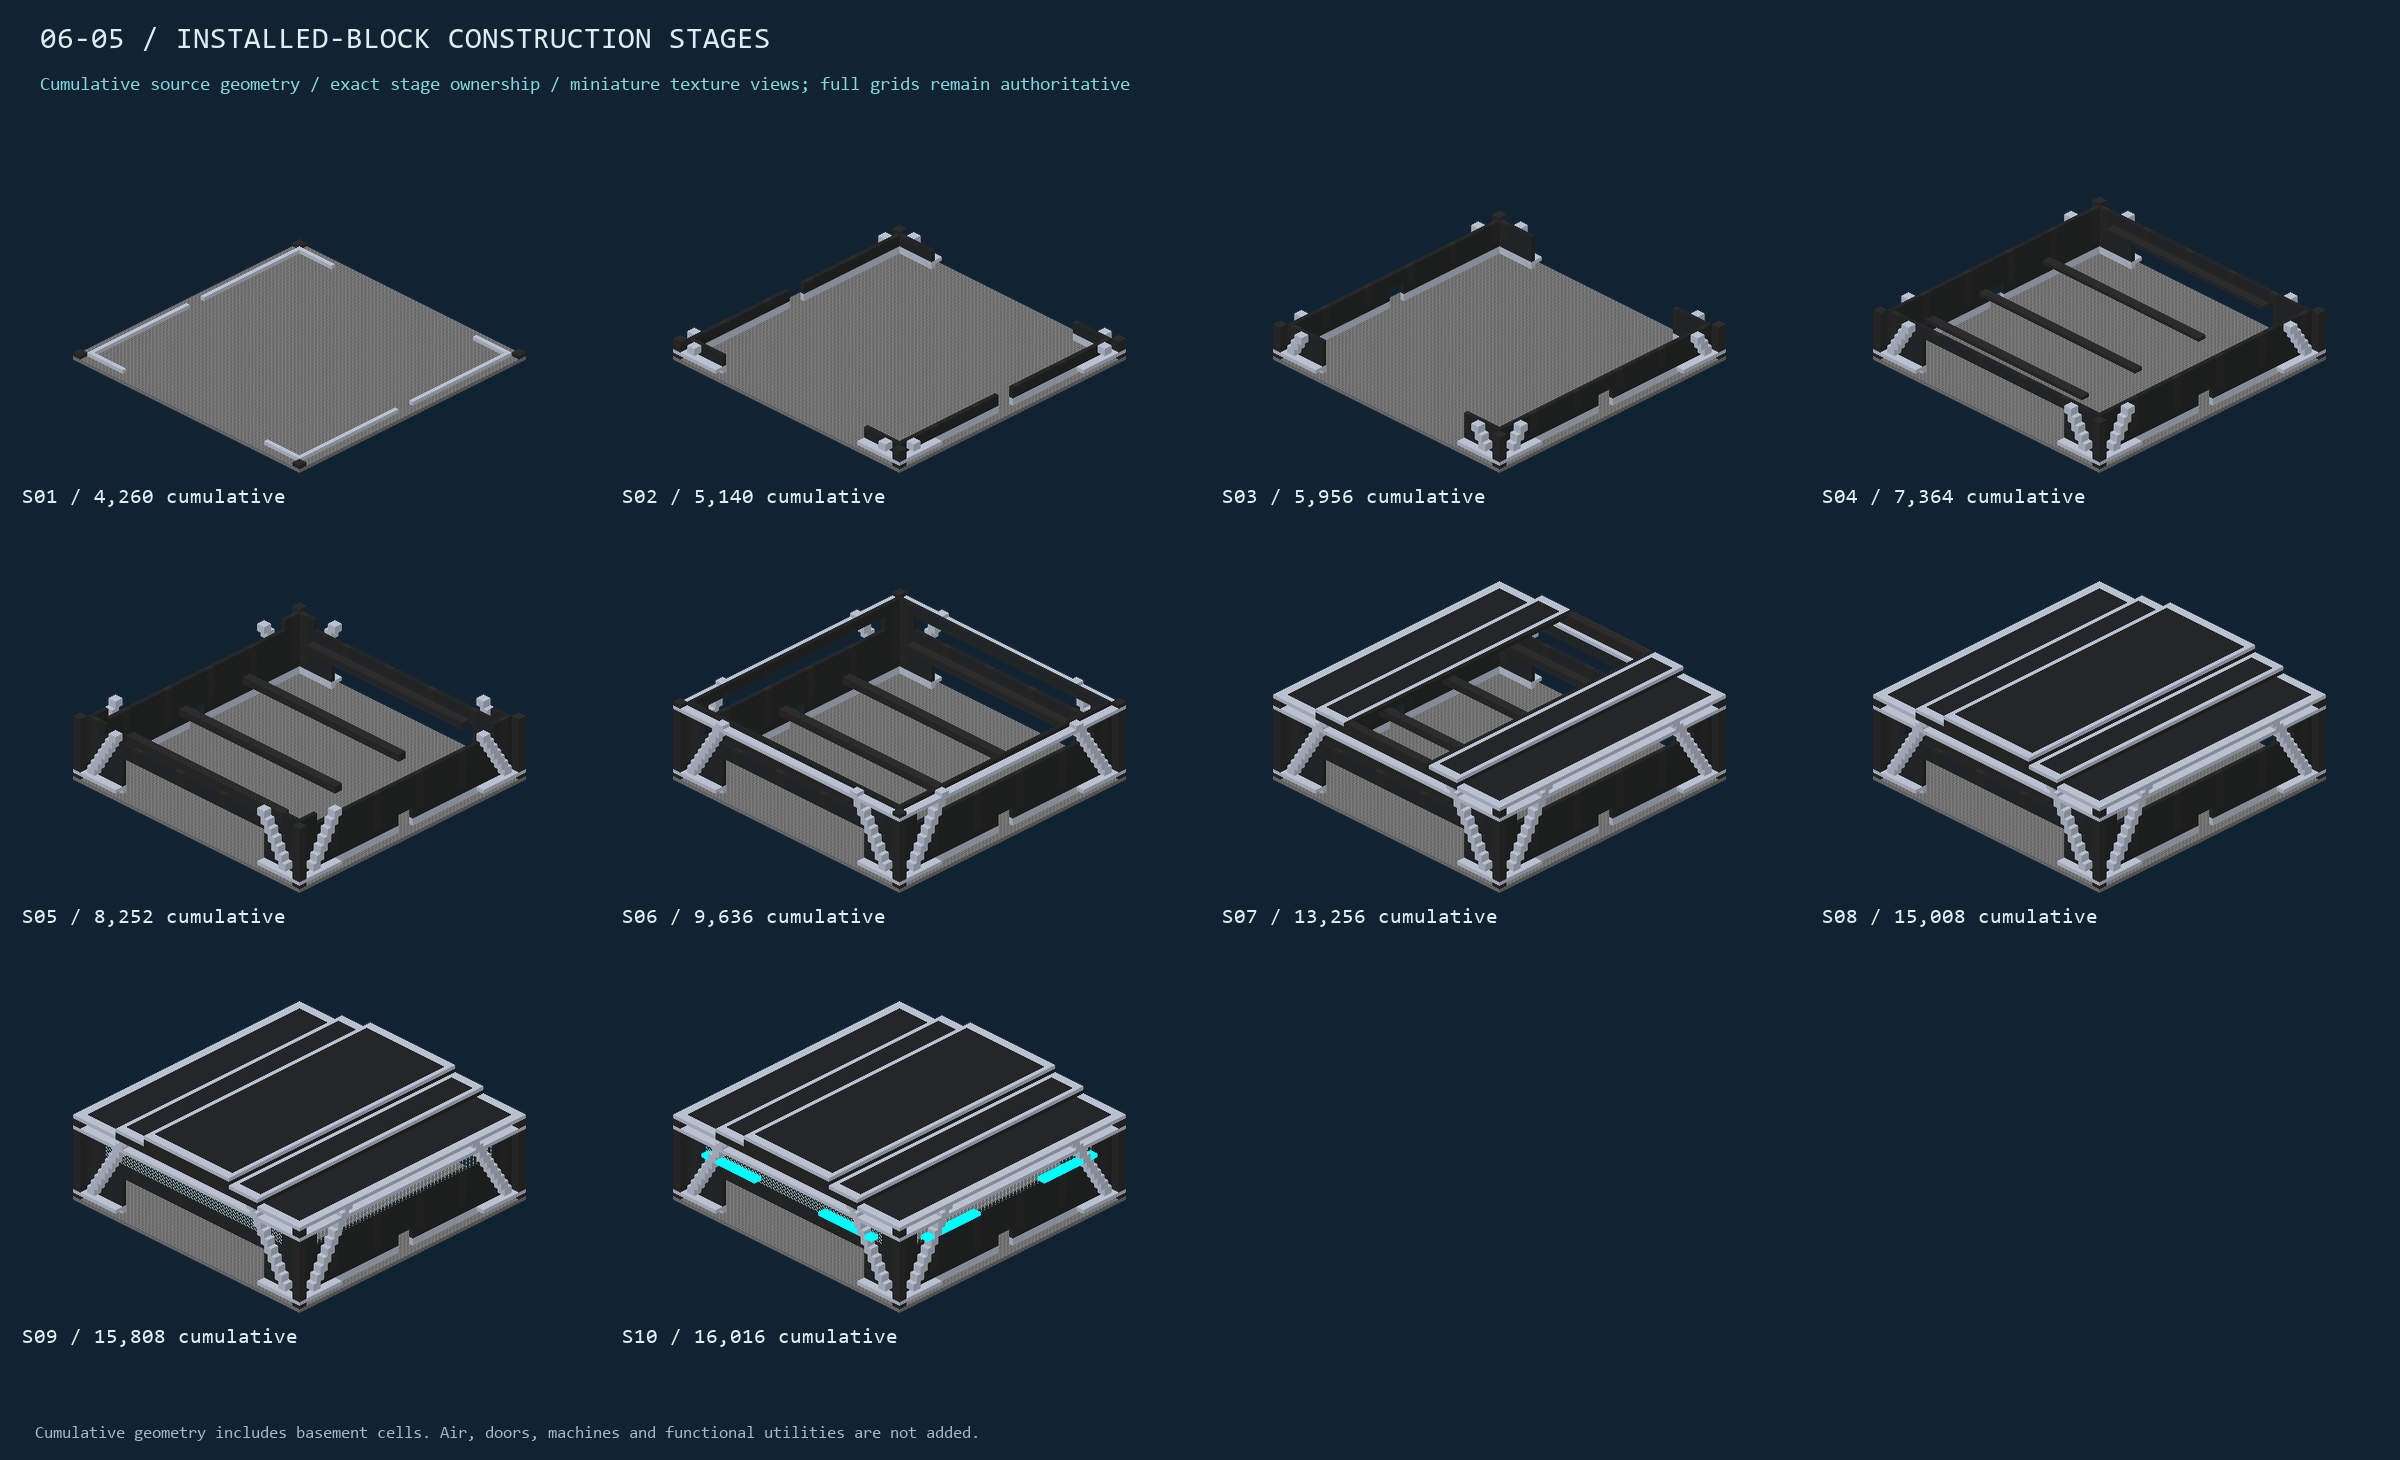 06-05 / INSTALLED-BLOCK CONSTRUCTION STAGES
Cumulative source geometry / exact stage ownership / miniature texture views; full grids remain authoritative
S01 / 4,260 cumulative
S02 / 5,140 cumulative
S03 / 5,956 cumulative
S04 / 7,364 cumulative
S05 / 8,252 cumulative
S06 / 9,636 cumulative
S07 / 13,256 cumulative
S08 / 15,008 cumulative
S09 / 15,808 cumulative
S10 / 16,016 cumulative
Cumulative geometry includes basement cells. Air, doors, machines and functional utilities are not added.